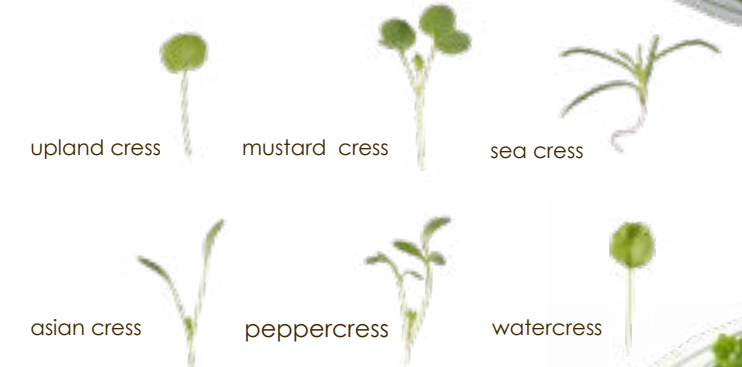 upland cress
mustard cress
sea cress
asian cress
peppercress
watercress